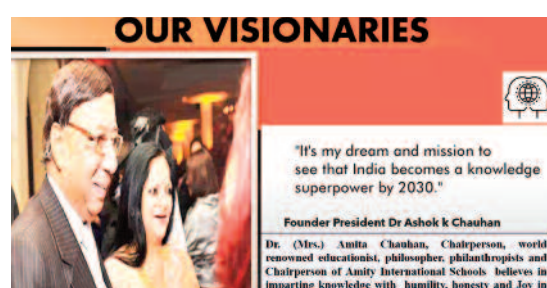 OUR VISIONARIES
"It's my dream and mission to
see that India becomes a knowledge
superpower by 2030."
Founder President Dr Ashok k Chauhan
Dr. (Mrs.) Amita Chauhan, Chairperson, world
renowned educationist, philosopher, philanthropists and
Chairperson of Amity International Schools believes in
imparting knowledge with humility, honesty and Joy in